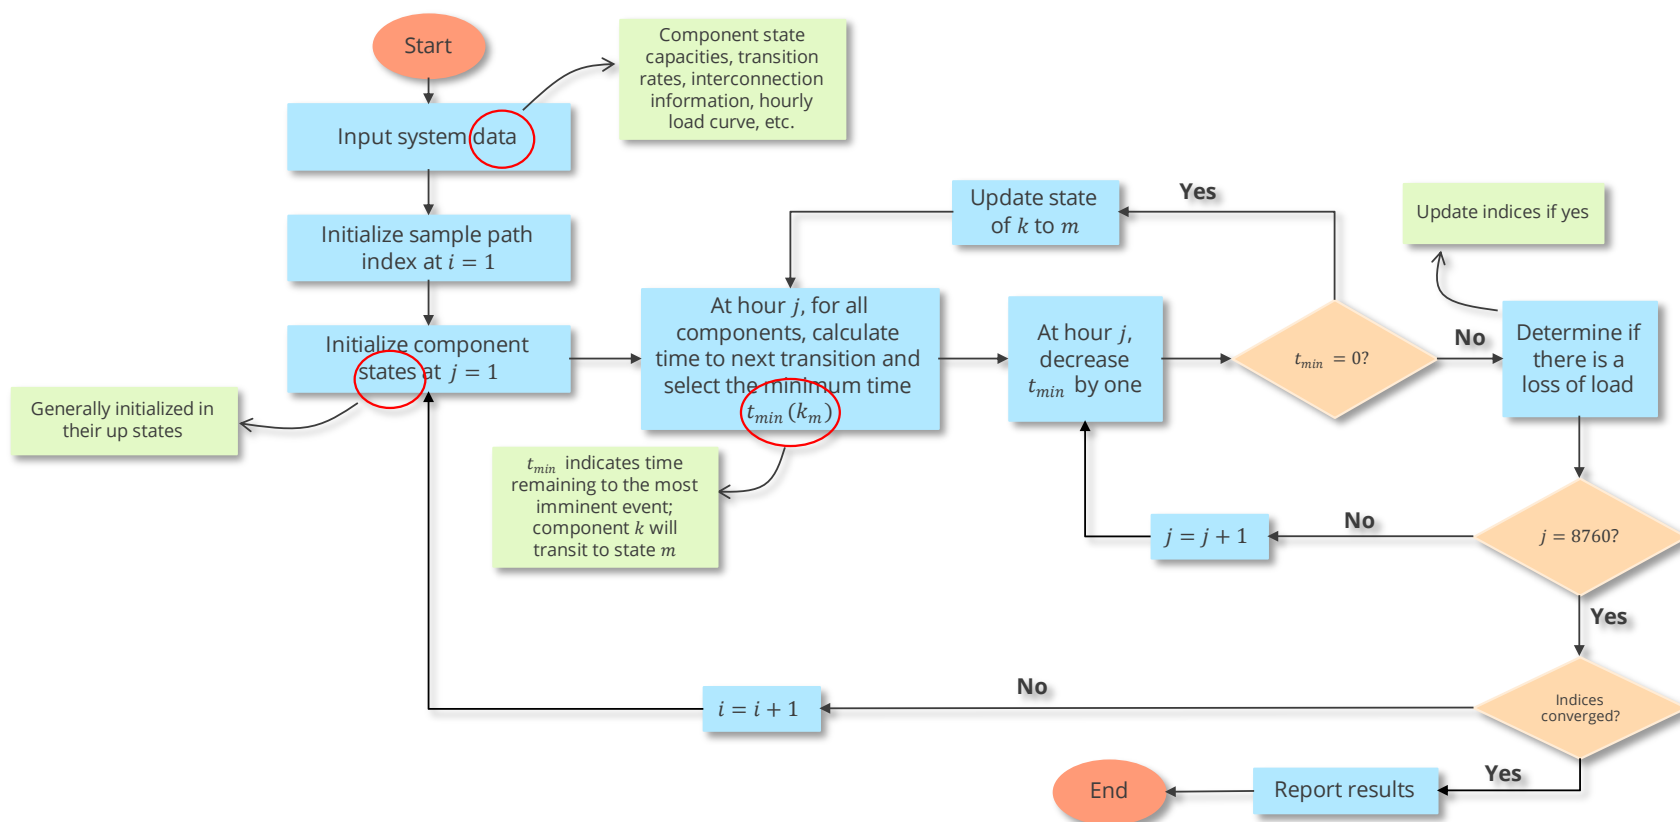 Start
Component state
capacities, transition
rates, interconnection
information, hourly
load curve, etc.
Input system data
Initialize sample path
index at i = 1
Initialize component
states at j = 1
Generally initialized in
their up states
At hour j, for all
components, calculate
time to next transition and
select the minimum time
t_min (k_m)
t_min indicates time
remaining to the most
imminent event;
component k will
transit to state m
Update state
of k to m
Yes
At hour j,
decrease
t_min by one
t_min = 0?
No
Update indices if yes
Determine if
there is a
loss of load
j = 8760?
No
j = j + 1
Yes
Indices
converged?
No
i = i + 1
Yes
Report results
End